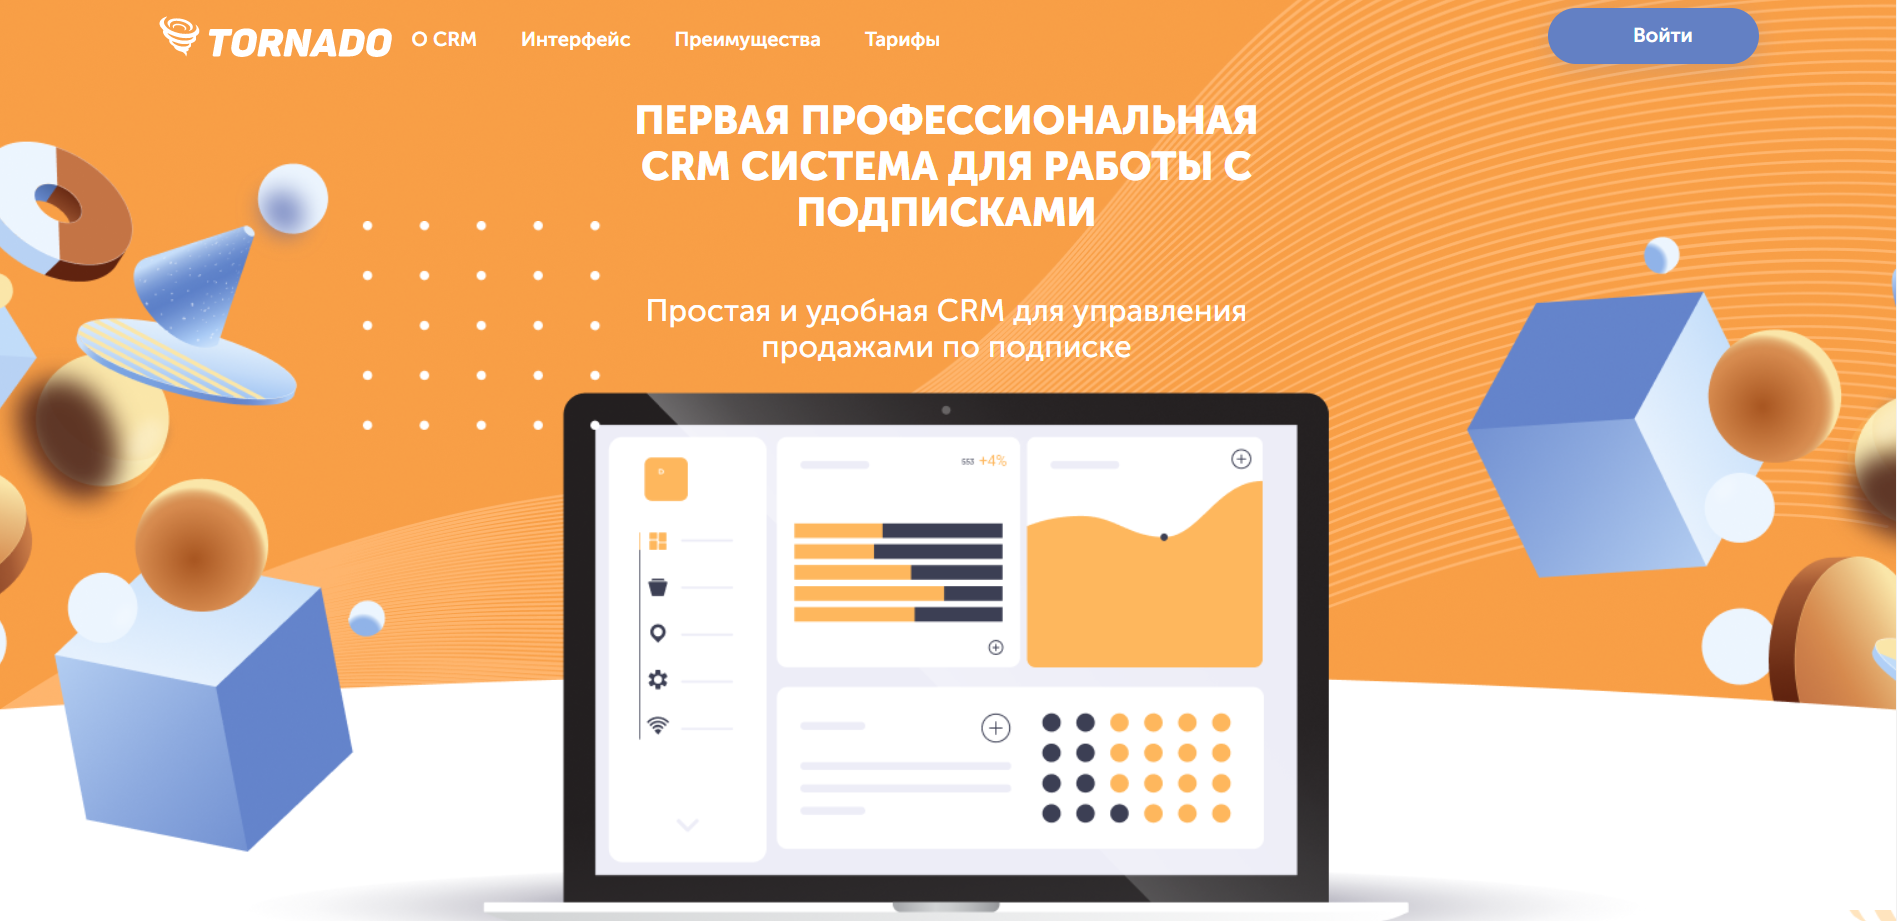 TORNADO
О CRM
Интерфейс
Преимущества
Тарифы
Войти
ПЕРВАЯ ПРОФЕССИОНАЛЬНАЯ
CRM СИСТЕМА ДЛЯ РАБОТЫ С
ПОДПИСКАМИ
Простая и удобная CRM для управления
продажами по подписке
553 +4%